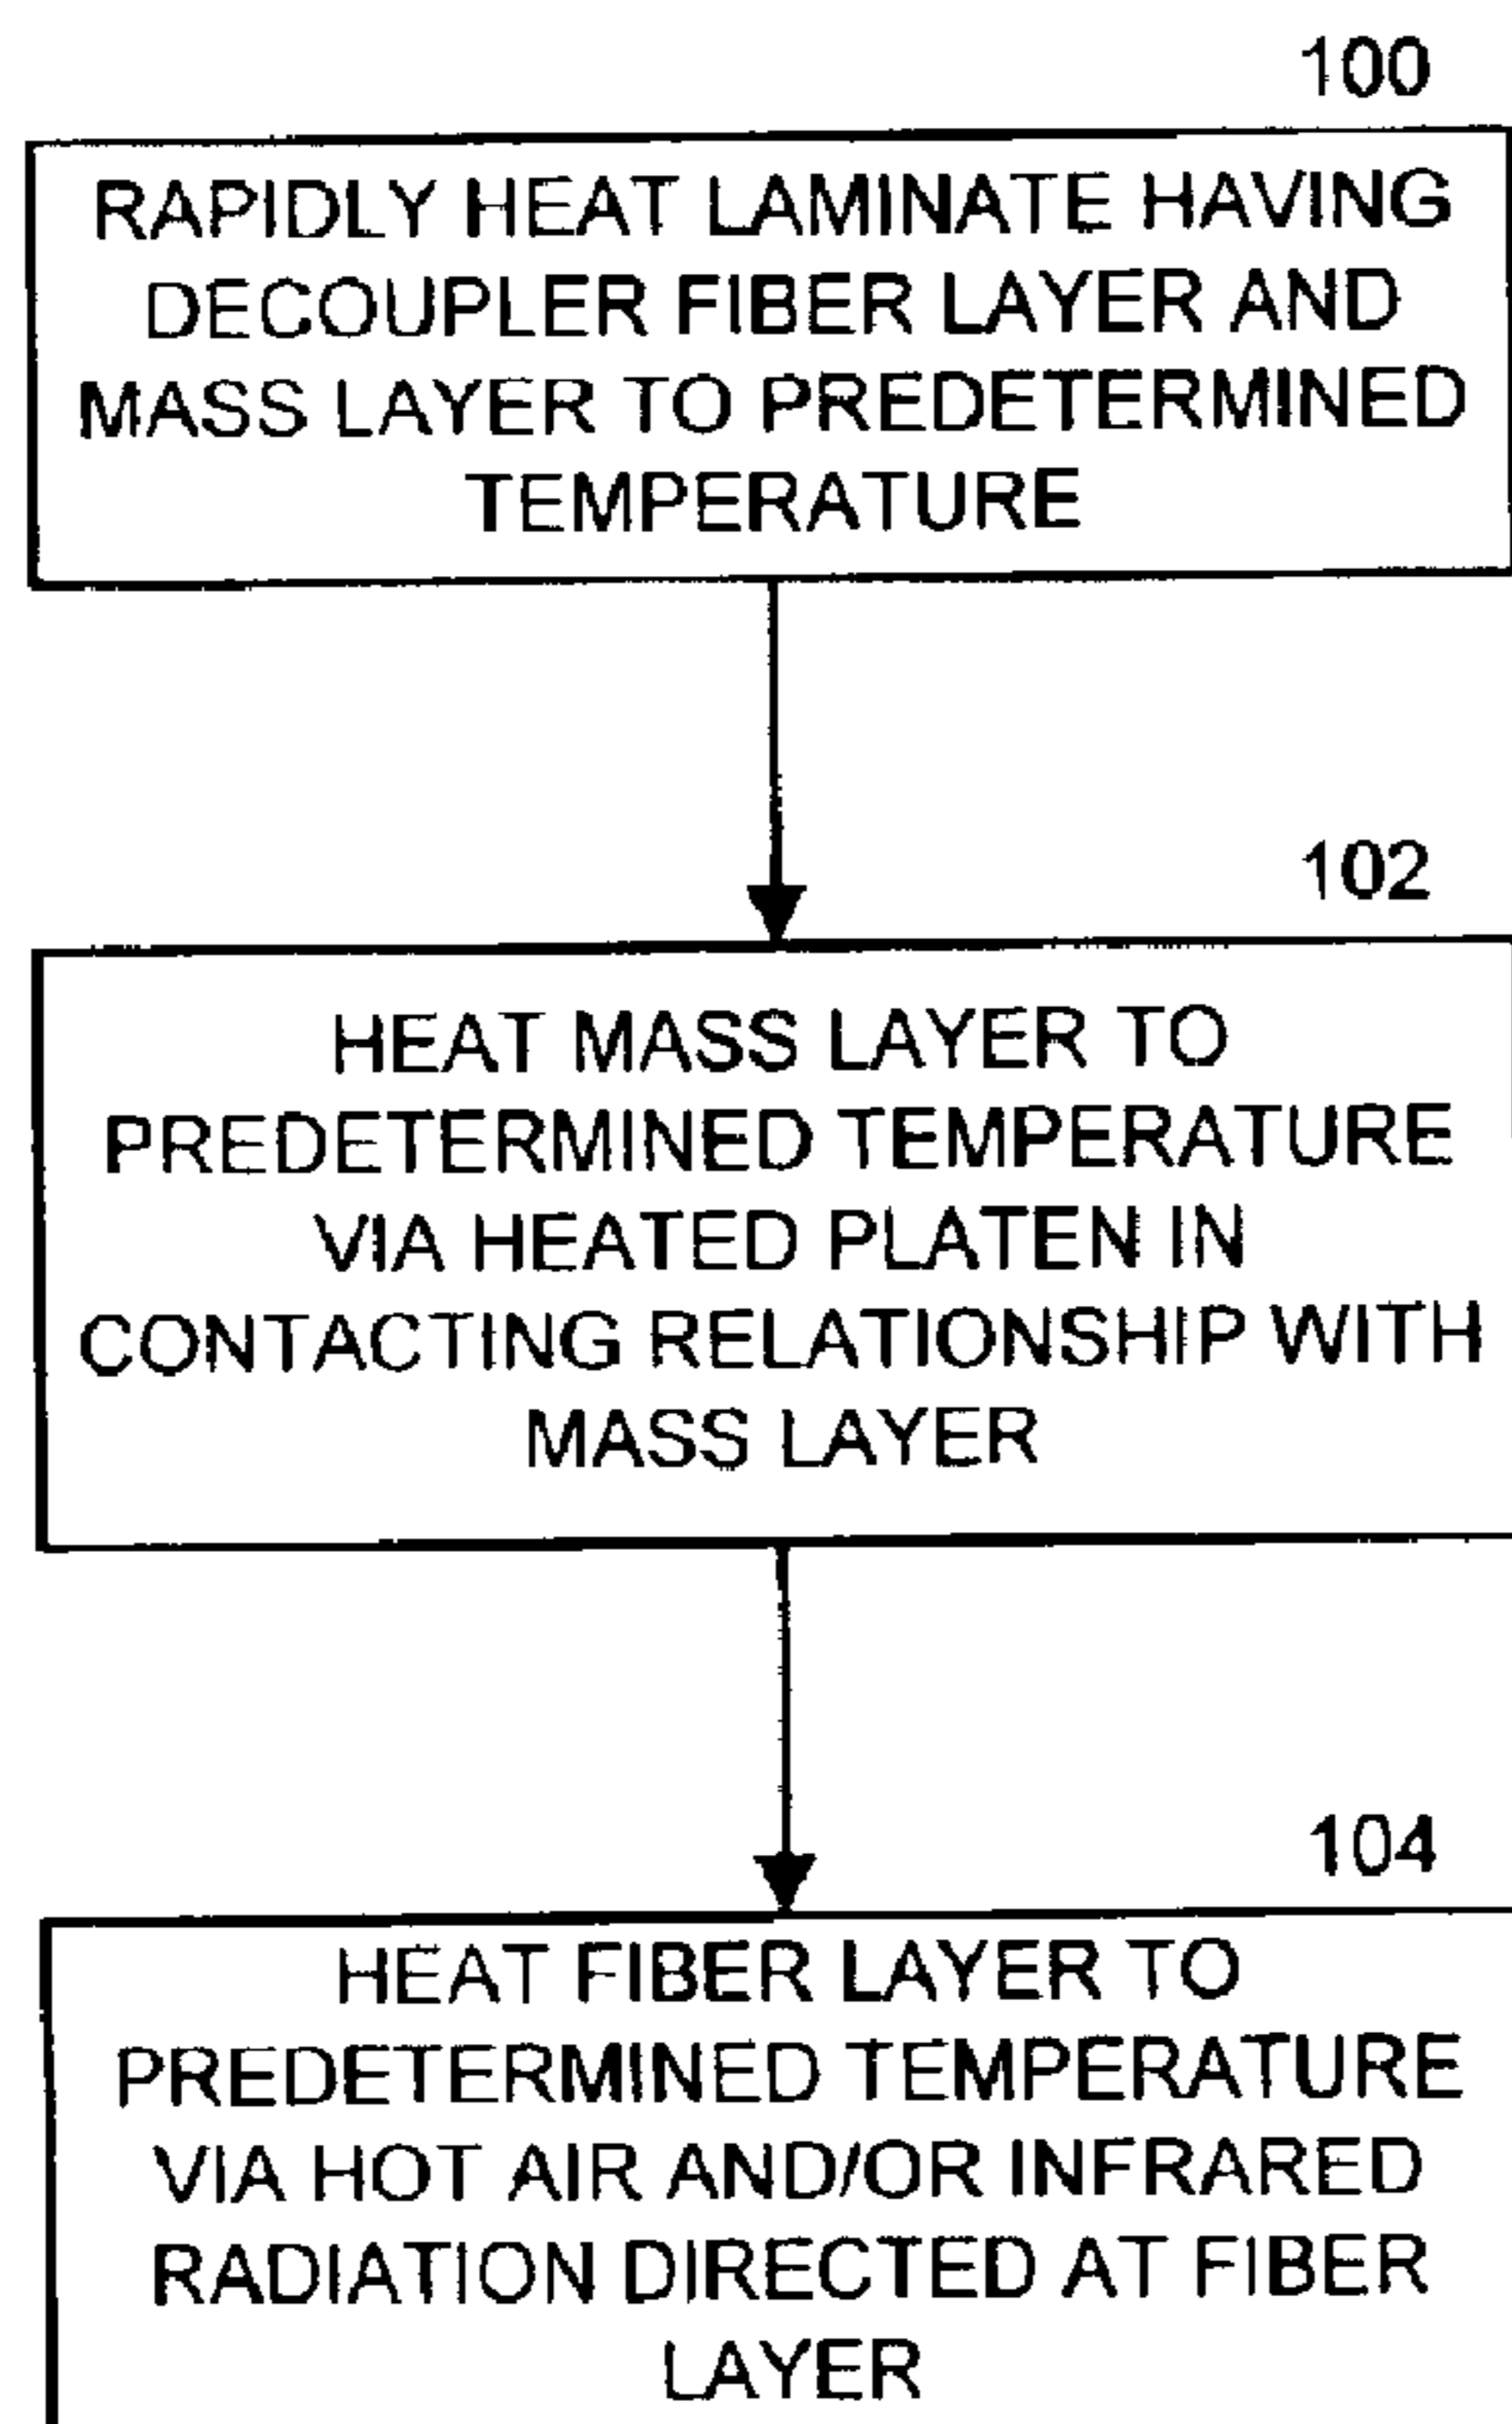 100
RAPIDLY HEAT LAMINATE HAVING
DECOUPLER FIBER LAYER AND
MASS LAYER TO PREDETERMINED
TEMPERATURE
102
HEAT MASS LAYER TO
PREDETERMINED TEMPERATURE
VIA HEATED PLATEN IN
CONTACTING RELATIONSHIP WITH
MASS LAYER
104
HEAT FIBER LAYER TO
PREDETERMINED TEMPERATURE
VIA HOT AIR AND/OR INFRARED
RADIATION DIRECTED AT FIBER
LAYER